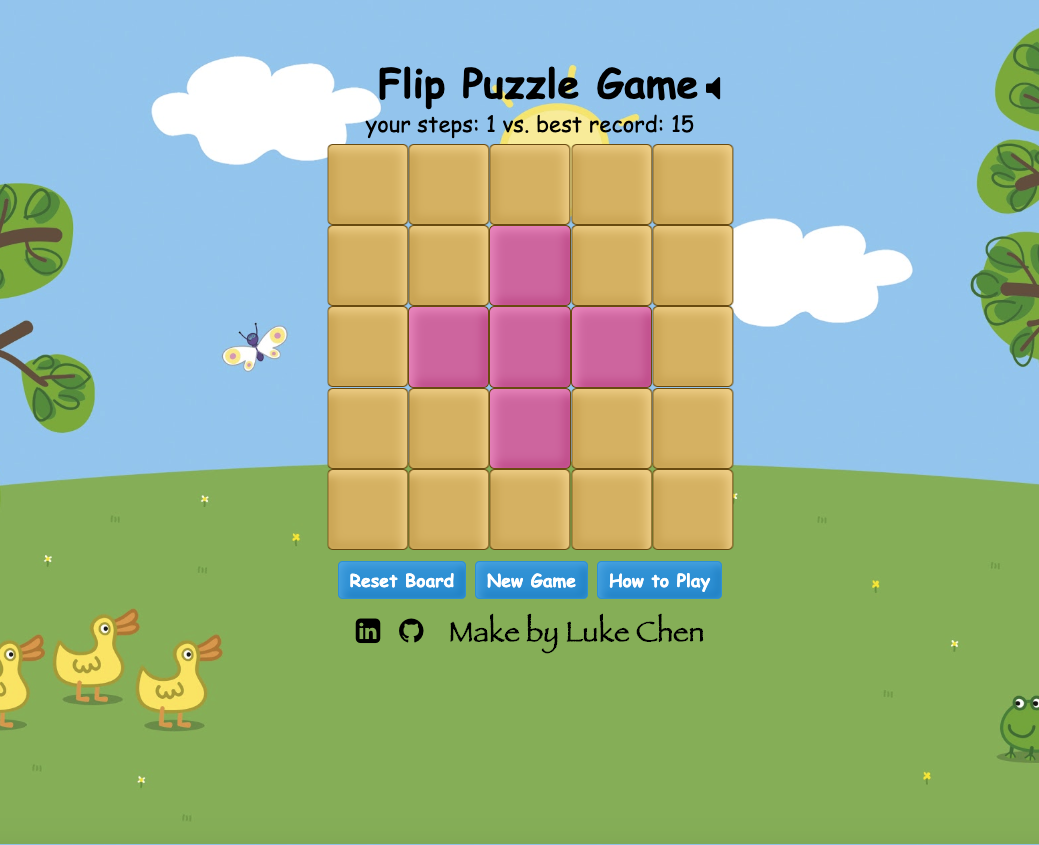 Flip Puzzle Game
your steps: 1 vs. best record: 15
Reset Board New Game How to Play
in Make by Luke Chen